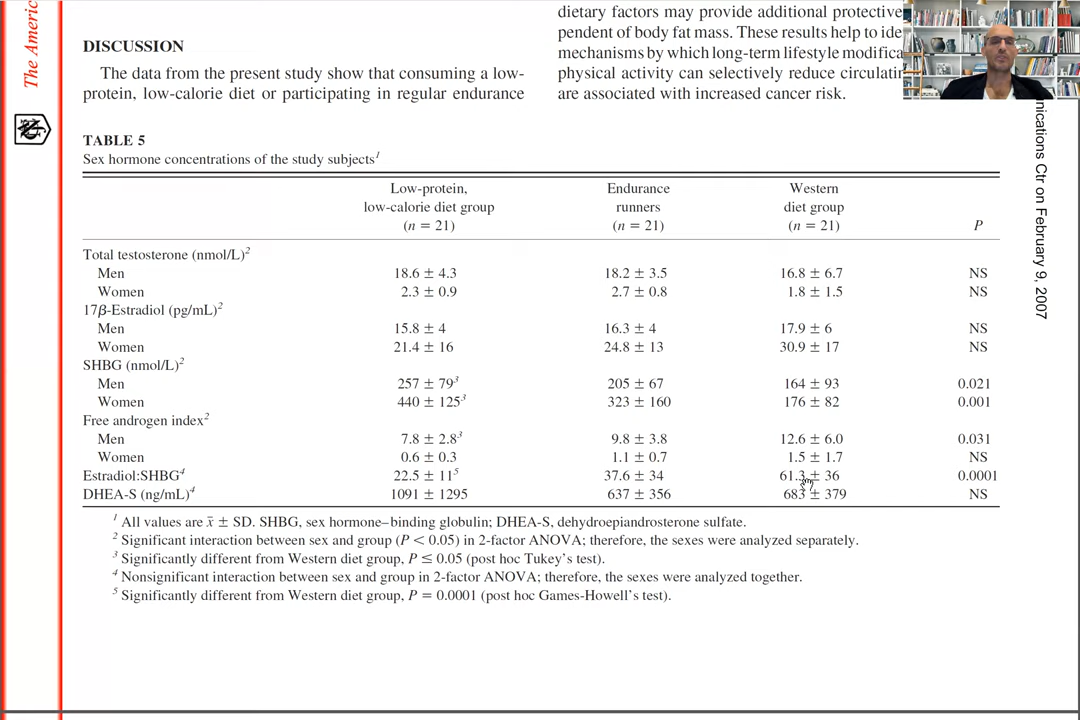 The Americ
DISCUSSION
The data from the present study show that consuming a low-
protein, low-calorie diet or participating in regular endurance
dietary factors may provide additional protective
pendent of body fat mass. These results help to ide
mechanisms by which long-term lifestyle modifica
physical activity can selectively reduce circulatin
are associated with increased cancer risk.
nications Ctr on February 9, 2007
TABLE 5
Sex hormone concentrations of the study subjects¹
Low-protein, low-calorie diet group (n = 21) Endurance runners (n = 21) Western diet group (n = 21) P
Total testosterone (nmol/L)²
Men 18.6 ± 4.3 18.2 ± 3.5 16.8 ± 6.7 NS
Women 2.3 ± 0.9 2.7 ± 0.8 1.8 ± 1.5 NS
17β-Estradiol (pg/mL)²
Men 15.8 ± 4 16.3 ± 4 17.9 ± 6 NS
Women 21.4 ± 16 24.8 ± 13 30.9 ± 17 NS
SHBG (nmol/L)²
Men 257 ± 79³ 205 ± 67 164 ± 93 0.021
Women 440 ± 125³ 323 ± 160 176 ± 82 0.001
Free androgen index²
Men 7.8 ± 2.8³ 9.8 ± 3.8 12.6 ± 6.0 0.031
Women 0.6 ± 0.3 1.1 ± 0.7 1.5 ± 1.7 NS
Estradiol:SHBG⁴ 22.5 ± 11⁵ 37.6 ± 34 61.3 ± 36 0.0001
DHEA-S (ng/mL)⁴ 1091 ± 1295 637 ± 356 683 ± 379 NS
¹ All values are x̄ ± SD. SHBG, sex hormone–binding globulin; DHEA-S, dehydroepiandrosterone sulfate.
² Significant interaction between sex and group (P < 0.05) in 2-factor ANOVA; therefore, the sexes were analyzed separately.
³ Significantly different from Western diet group, P ≤ 0.05 (post hoc Tukey's test).
⁴ Nonsignificant interaction between sex and group in 2-factor ANOVA; therefore, the sexes were analyzed together.
⁵ Significantly different from Western diet group, P = 0.0001 (post hoc Games-Howell's test).